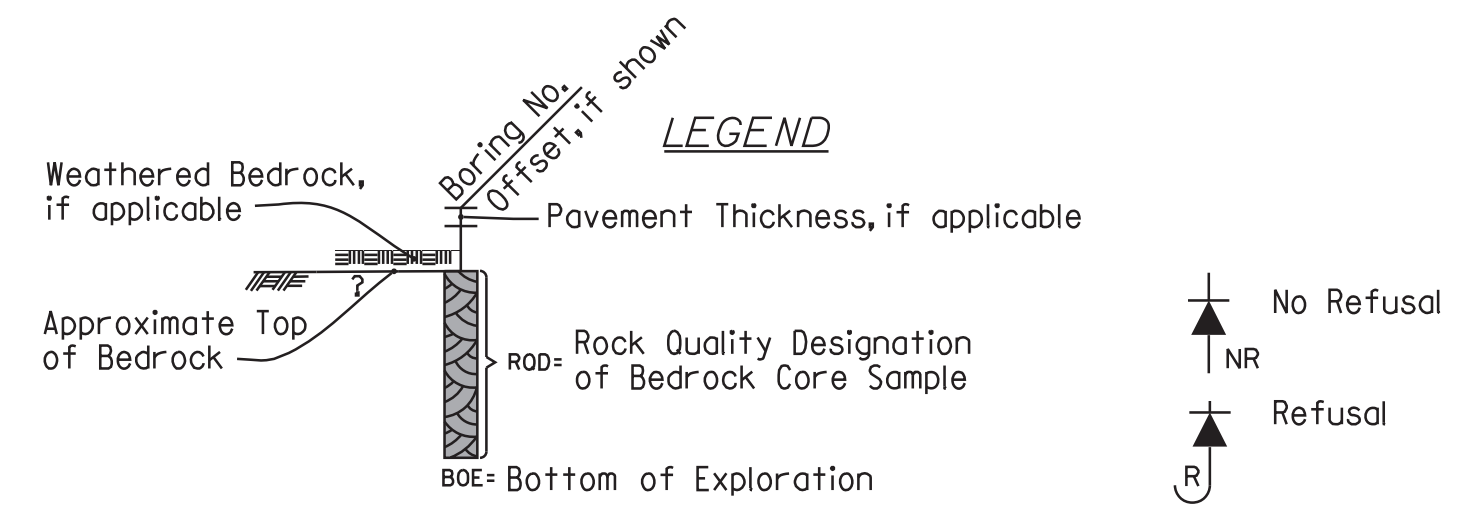 Boring No.
Offset, if shown
LEGEND
Weathered Bedrock,
if applicable
Pavement Thickness, if applicable
?
Approximate Top
of Bedrock
RQD=
Rock Quality Designation
of Bedrock Core Sample
BOE= Bottom of Exploration
No Refusal
NR
Refusal
R